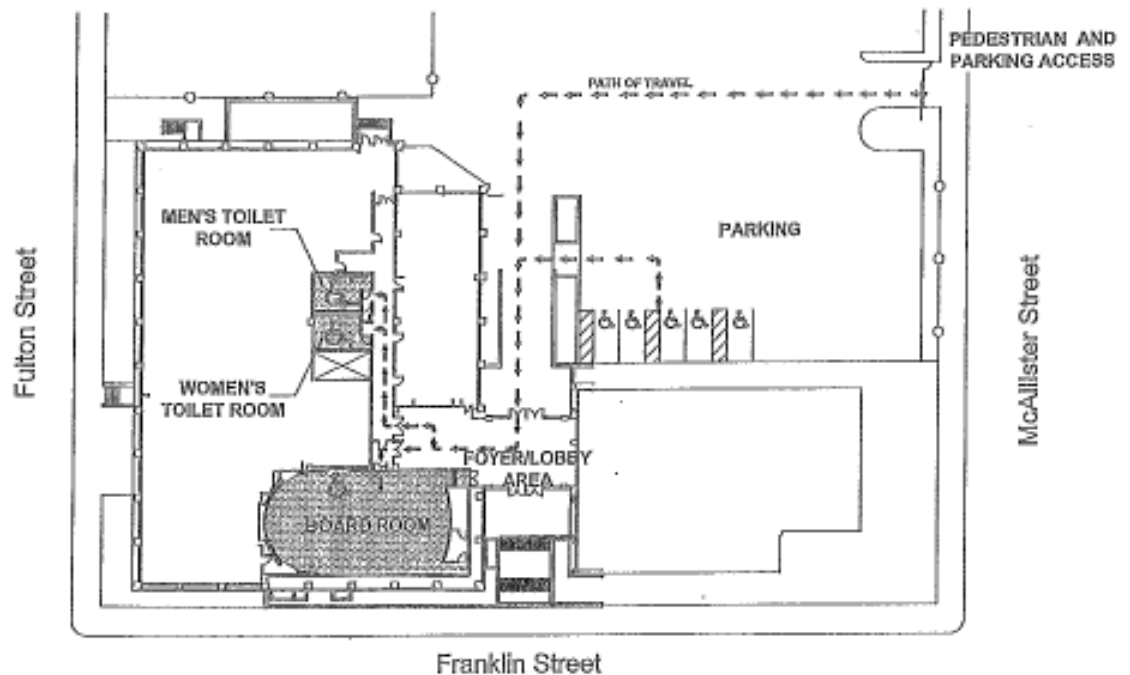 PEDESTRIAN AND
PARKING ACCESS
PATH OF TRAVEL
MEN'S TOILET
ROOM
PARKING
Fulton Street
McAllister Street
WOMEN'S
TOILET ROOM
FOYER/LOBBY
AREA
BOARD ROOM
Franklin Street